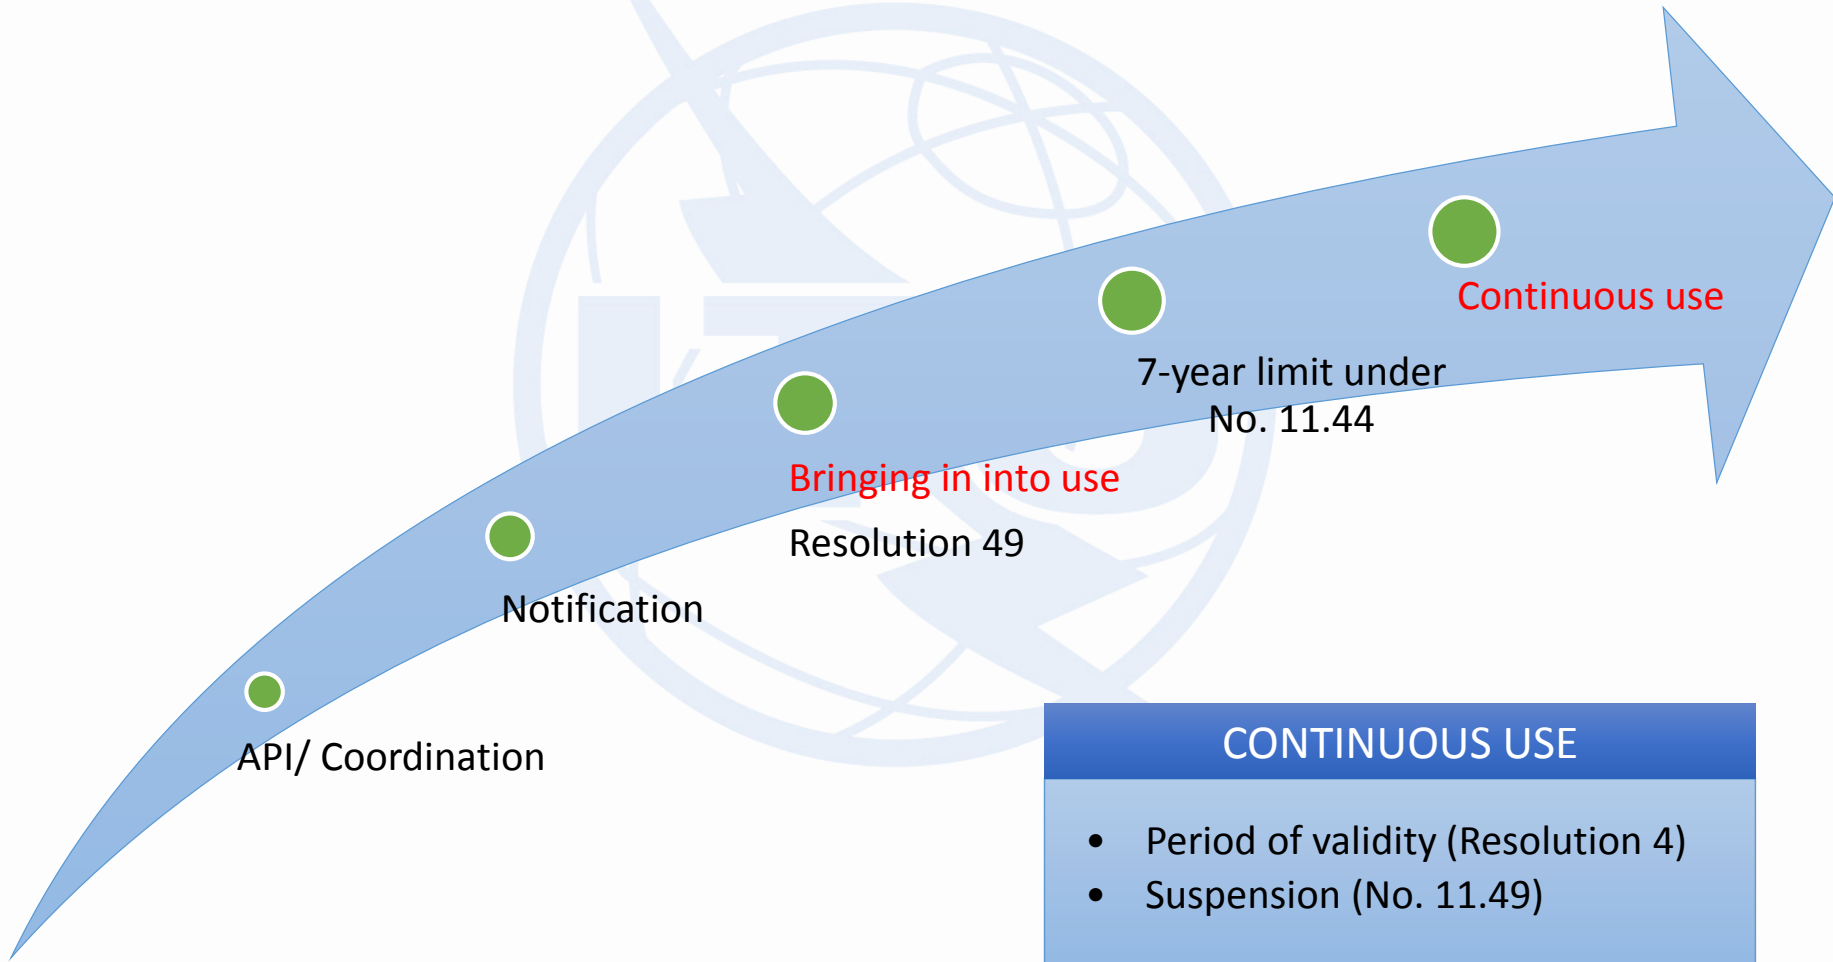 Continuous use
7-year limit under
No. 11.44
Bringing in into use
Resolution 49
Notification
API/ Coordination
CONTINUOUS USE
• Period of validity (Resolution 4)
• Suspension (No. 11.49)
ITU